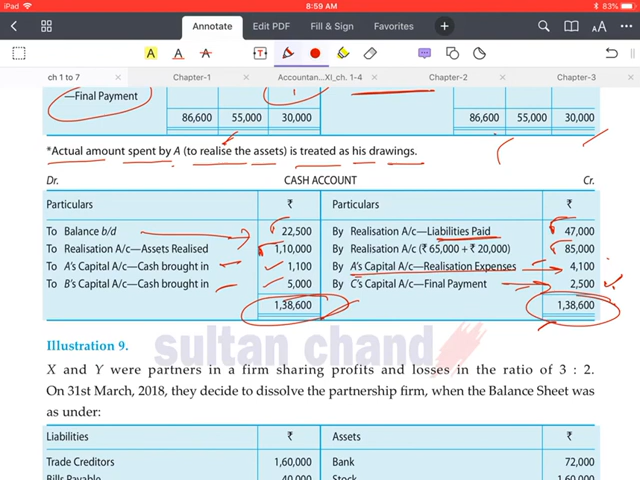 iPad
8:59 AM
83%
Annotate Edit PDF Fill & Sign Favorites
ch 1 to 7 Chapter-1 Accountan...XI_ch. 1-4 Chapter-2 Chapter-3
—Final Payment
86,600 55,000 30,000 86,600 55,000 30,000
*Actual amount spent by A (to realise the assets) is treated as his drawings.
Dr. CASH ACCOUNT Cr.
Particulars ₹ Particulars ₹
To Balance b/d 22,500 By Realisation A/c—Liabilities Paid 47,000
To Realisation A/c—Assets Realised 1,10,000 By Realisation A/c (₹ 65,000 + ₹ 20,000) 85,000
To A's Capital A/c—Cash brought in 1,100 By A's Capital A/c—Realisation Expenses 4,100
To B's Capital A/c—Cash brought in 5,000 By C's Capital A/c—Final Payment 2,500
1,38,600 1,38,600
sultan chand
Illustration 9.
X and Y were partners in a firm sharing profits and losses in the ratio of 3 : 2.
On 31st March, 2018, they decide to dissolve the partnership firm, when the Balance Sheet was
as under:
Liabilities ₹ Assets ₹
Trade Creditors 1,60,000 Bank 72,000
Bills Payable 40,000 Stock 1,60,000